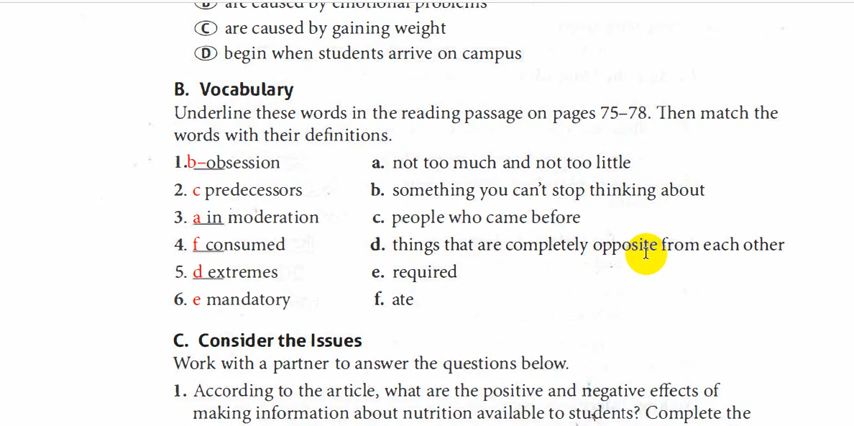 D are caused by emotional problems
C are caused by gaining weight
D begin when students arrive on campus
B. Vocabulary
Underline these words in the reading passage on pages 75–78. Then match the
words with their definitions.
1.b–obsession a. not too much and not too little
2. c predecessors b. something you can't stop thinking about
3. a in moderation c. people who came before
4. f consumed d. things that are completely opposite from each other
5. d extremes e. required
6. e mandatory f. ate
C. Consider the Issues
Work with a partner to answer the questions below.
1. According to the article, what are the positive and negative effects of
making information about nutrition available to students? Complete the